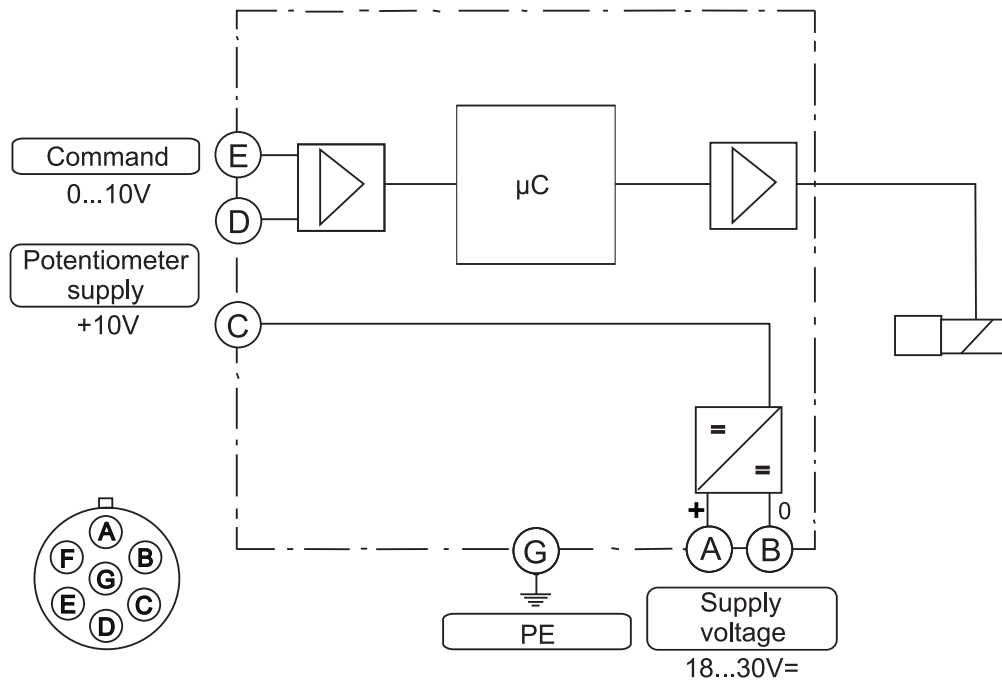 E
Command
0...10V
µC
D
Potentiometer
supply
+10V
C
=
=
+
0
A
F
B
G
E
C
D
G
A
B
PE
Supply
voltage
18...30V=